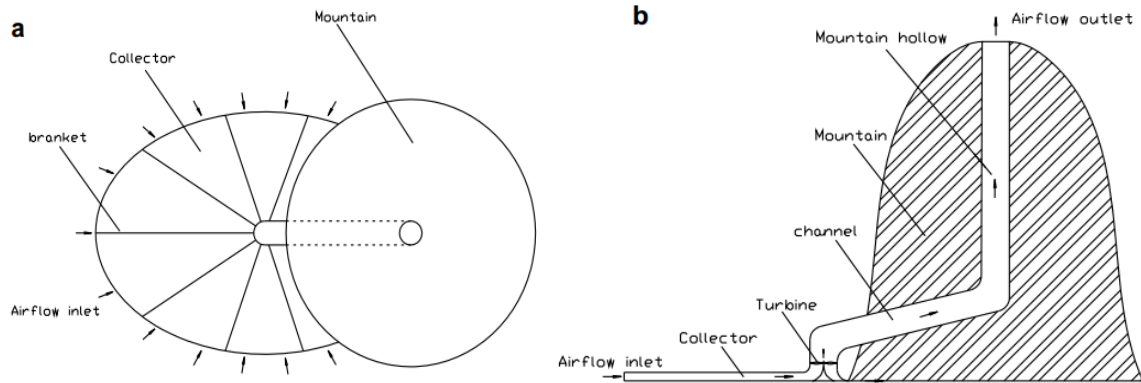 a
Mountain
Collector
branket
Airflow inlet
b
Airflow outlet
Mountain hollow
Mountain
channel
Turbine
Collector
Airflow inlet